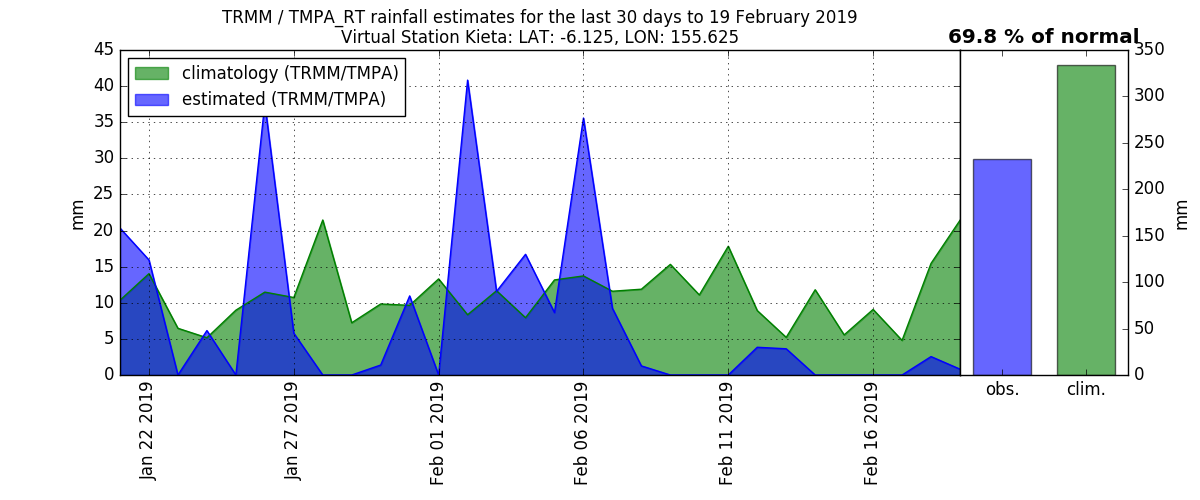 TRMM / TMPA_RT rainfall estimates for the last 30 days to 19 February 2019
Virtual Station Kieta: LAT: -6.125, LON: 155.625
69.8 % of normal
climatology (TRMM/TMPA)
estimated (TRMM/TMPA)
mm
45
40
35
30
25
20
15
10
5
0
Jan 22 2019
Jan 27 2019
Feb 01 2019
Feb 06 2019
Feb 11 2019
Feb 16 2019
obs.
clim.
350
300
250
200
150
100
50
0
mm